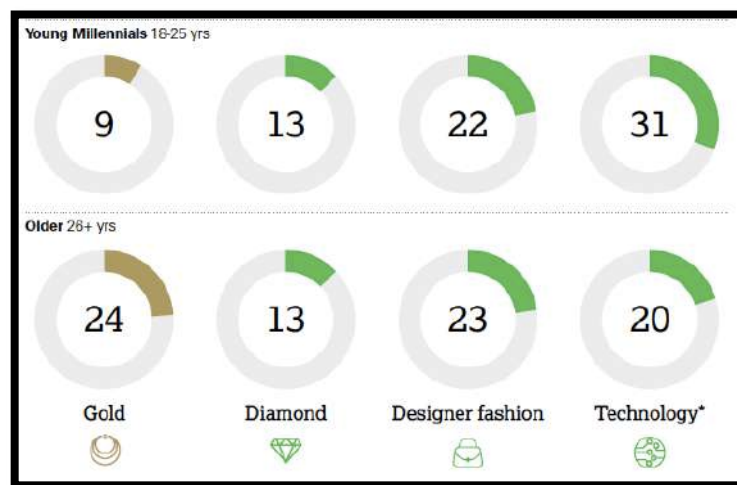 Young Millennials 18-25 yrs
9 13 22 31
Older 26+ yrs
24 13 23 20
Gold Diamond Designer fashion Technology*